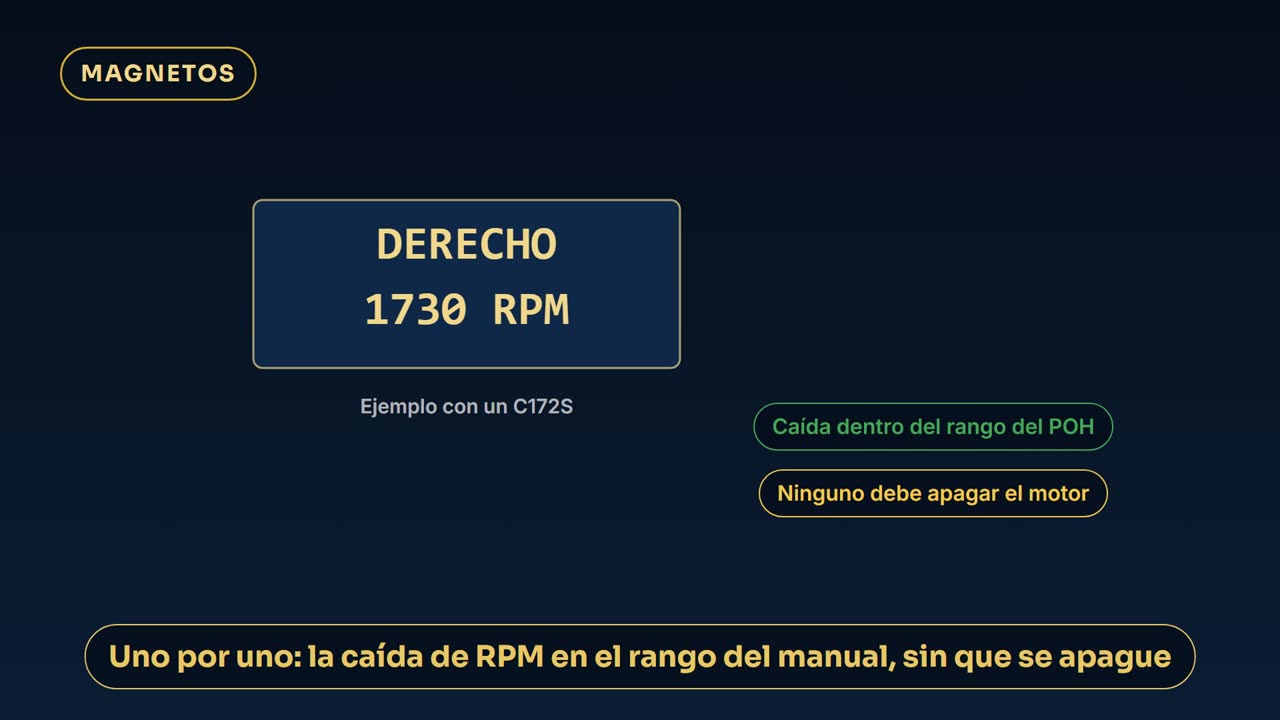 MAGNETOS
DERECHO
1730 RPM
Ejemplo con un C172S
Caída dentro del rango del POH
Ninguno debe apagar el motor
Uno por uno: la caída de RPM en el rango del manual, sin que se apague